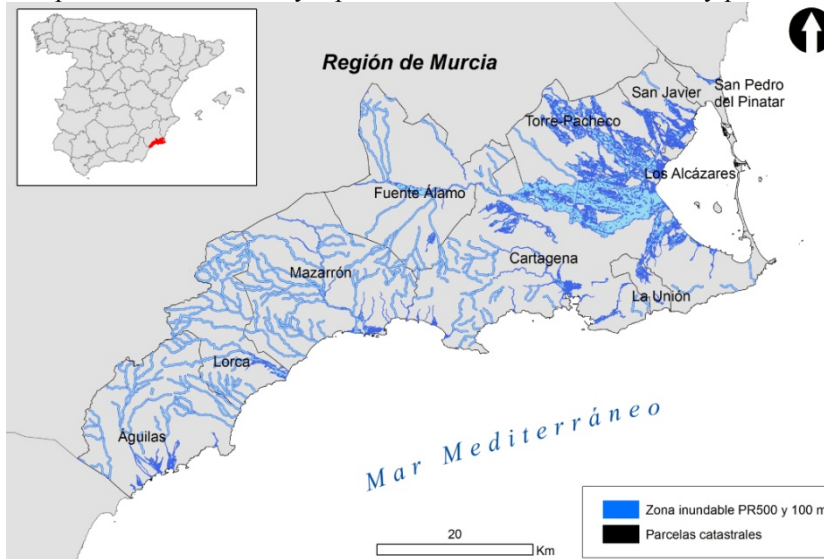 Región de Murcia
San Pedro
del Pinatar
San Javier
Torre-Pacheco
Los Alcázares
Fuente Álamo
Cartagena
Mazarrón
La Unión
Lorca
Águilas
Mar Mediterráneo
20
Km
Zona inundable PR500 y 100 m
Parcelas catastrales